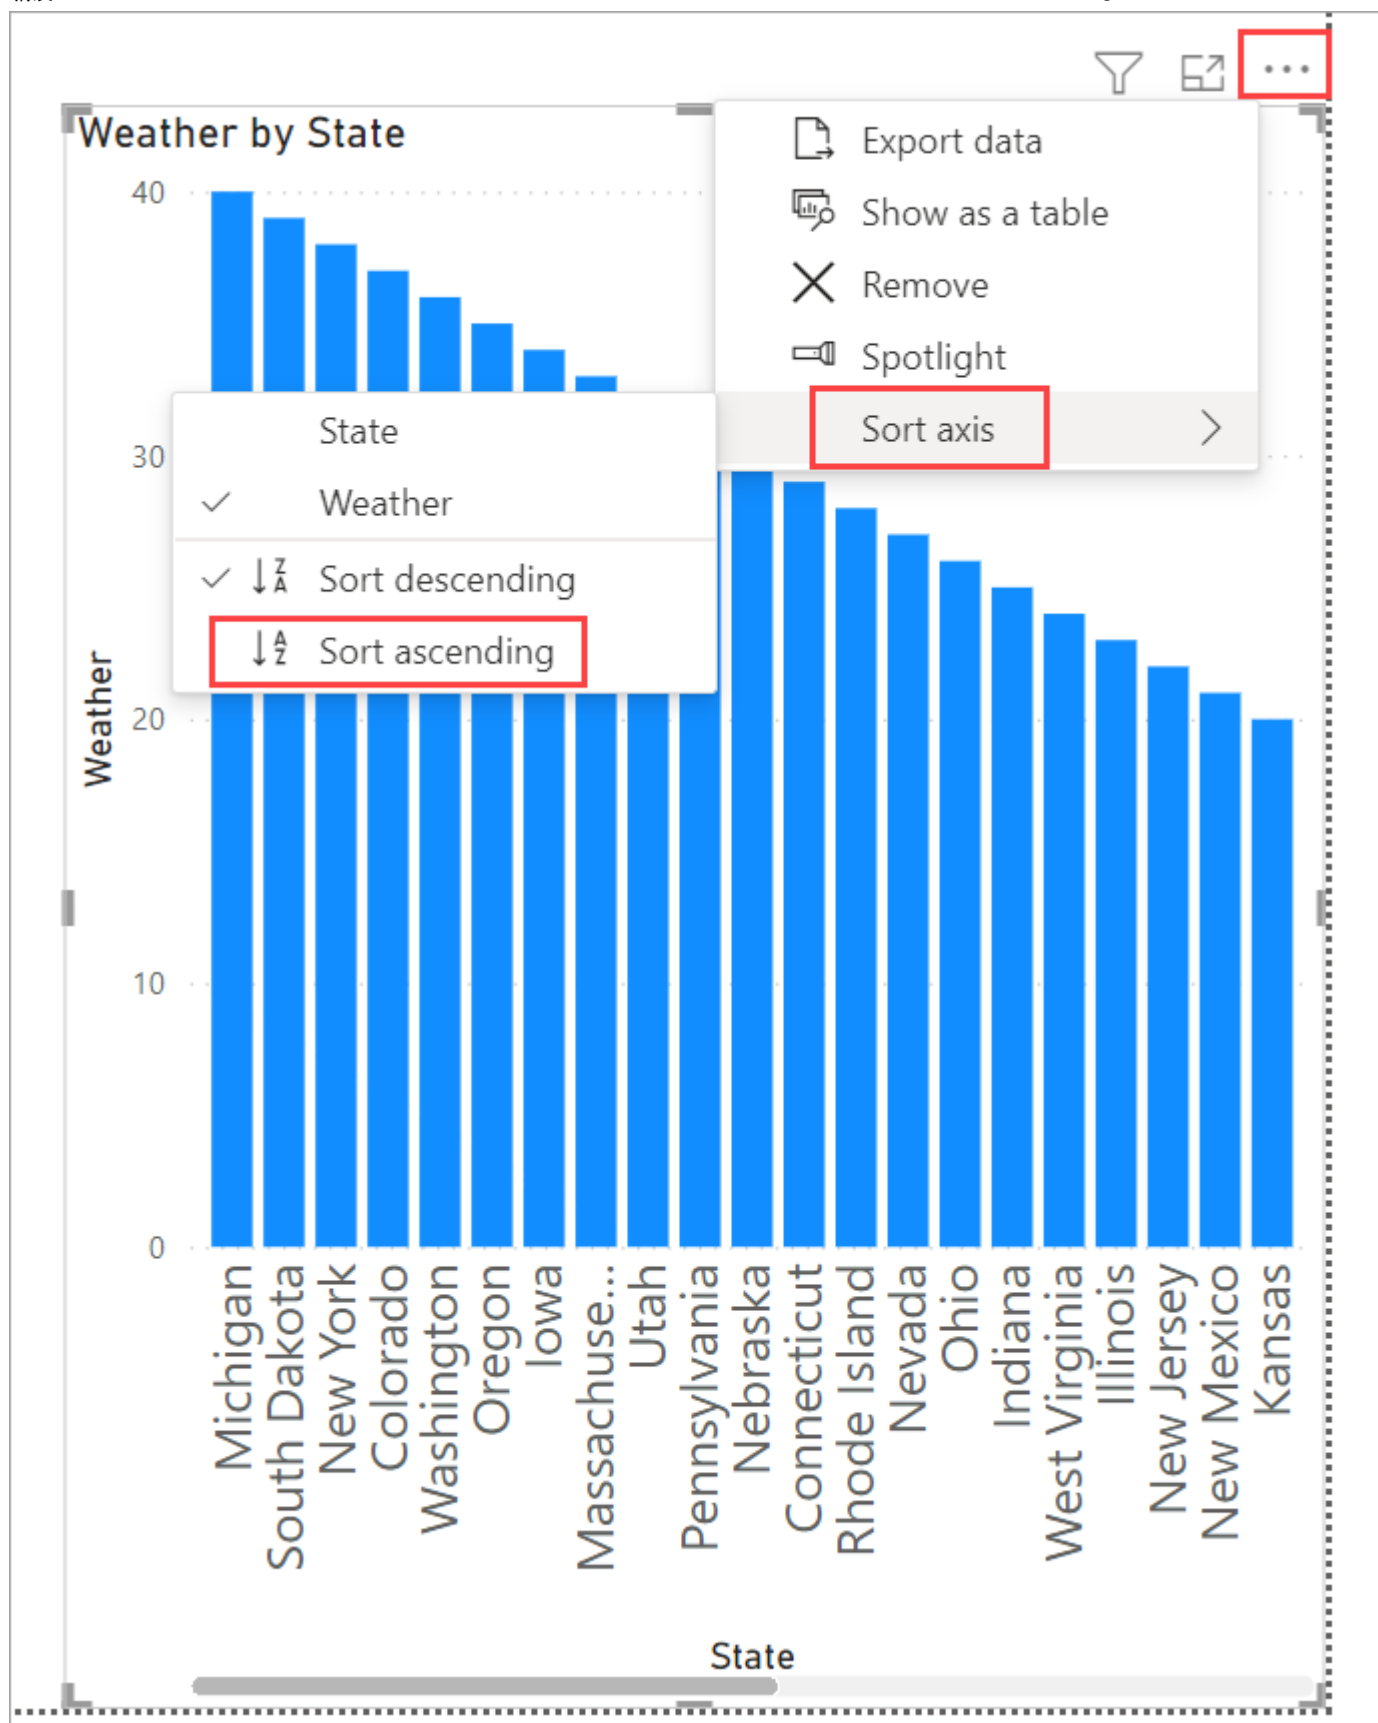 Weather by State
Export data
Show as a table
Remove
Spotlight
Sort axis
State
Weather
Sort descending
Sort ascending
40
30
20
10
0
Weather
Michigan
South Dakota
New York
Colorado
Washington
Oregon
Iowa
Massachuse...
Utah
Pennsylvania
Nebraska
Connecticut
Rhode Island
Nevada
Ohio
Indiana
West Virginia
Illinois
New Jersey
New Mexico
Kansas
State